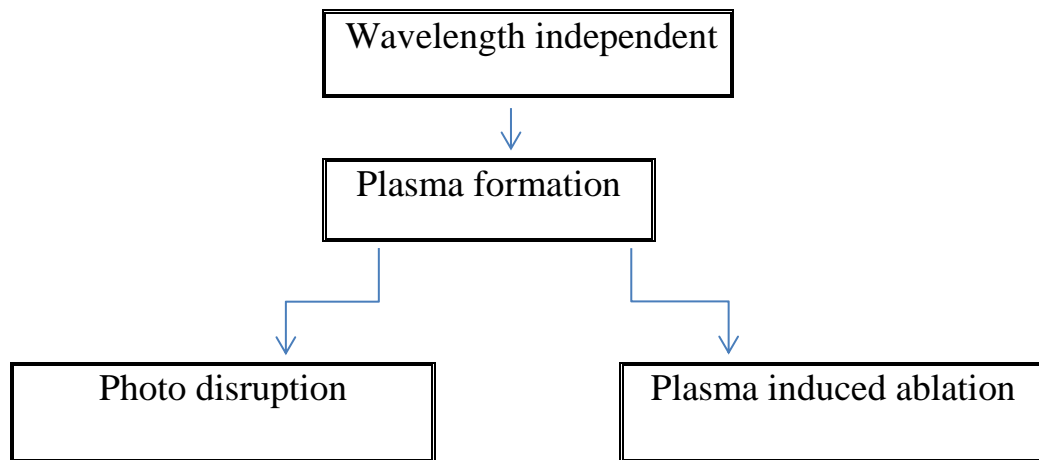 Wavelength independent
Plasma formation
Photo disruption
Plasma induced ablation